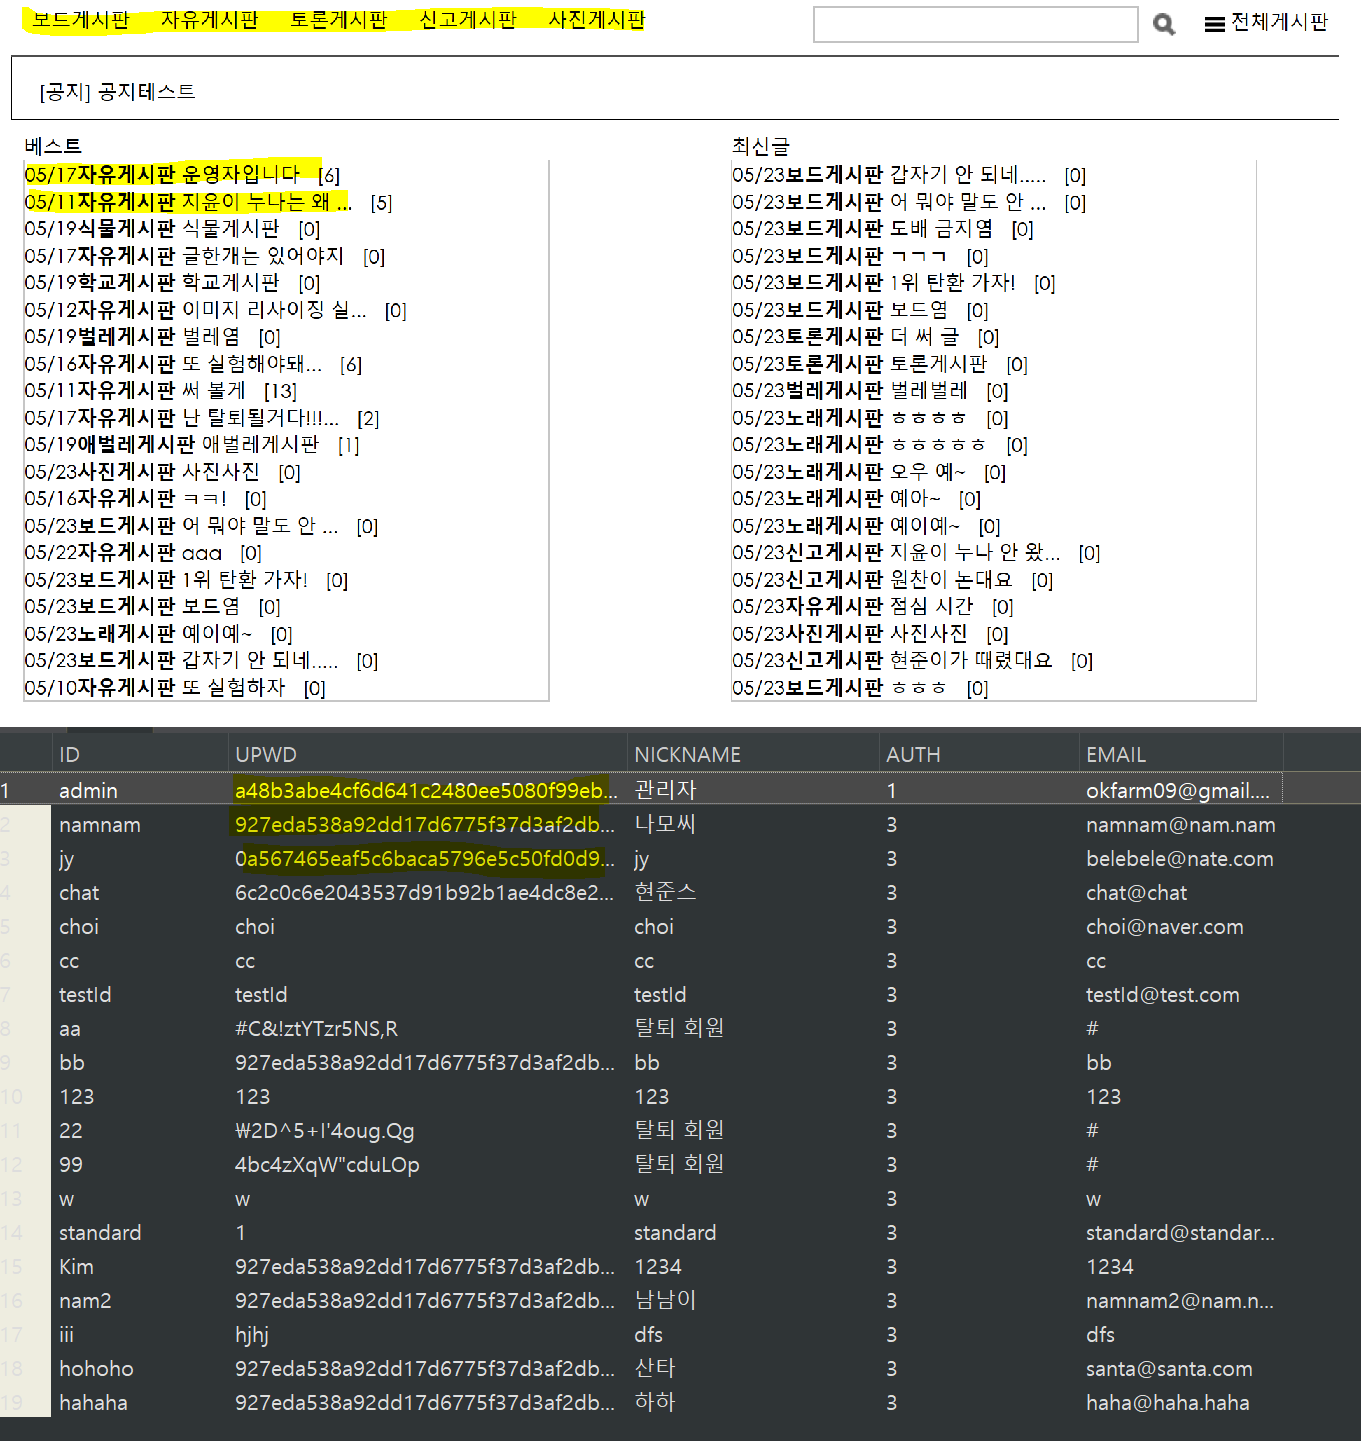 보드게시판 자유게시판 토론게시판 신고게시판 사진게시판 전체게시판
[공지] 공지테스트
베스트
05/17자유게시판 운영자입니다 [6]
05/11자유게시판 지윤이 누나는 왜 ... [5]
05/19식물게시판 식물게시판 [0]
05/17자유게시판 글한개는 있어야지 [0]
05/19학교게시판 학교게시판 [0]
05/12자유게시판 이미지 리사이징 실... [0]
05/19벌레게시판 벌레염 [0]
05/16자유게시판 또 실험해야돼... [6]
05/11자유게시판 써 볼게 [13]
05/17자유게시판 난 탈퇴될거다!!!... [2]
05/19애벌레게시판 애벌레게시판 [1]
05/23사진게시판 사진사진 [0]
05/16자유게시판 ㅋㅋ! [0]
05/23보드게시판 어 뭐야 말도 안 ... [0]
05/22자유게시판 aaa [0]
05/23보드게시판 1위 탄환 가자! [0]
05/23보드게시판 보드염 [0]
05/23노래게시판 예이예~ [0]
05/23보드게시판 갑자기 안 되네..... [0]
05/10자유게시판 또 실험하자 [0]
최신글
05/23보드게시판 갑자기 안 되네..... [0]
05/23보드게시판 어 뭐야 말도 안 ... [0]
05/23보드게시판 도배 금지염 [0]
05/23보드게시판 ㄱㄱㄱ [0]
05/23보드게시판 1위 탄환 가자! [0]
05/23보드게시판 보드염 [0]
05/23토론게시판 더 써 글 [0]
05/23토론게시판 토론게시판 [0]
05/23벌레게시판 벌레벌레 [0]
05/23노래게시판 ㅎㅎㅎㅎ [0]
05/23노래게시판 ㅎㅎㅎㅎㅎ [0]
05/23노래게시판 오우 예~ [0]
05/23노래게시판 예아~ [0]
05/23노래게시판 예이예~ [0]
05/23신고게시판 지윤이 누나 안 왔... [0]
05/23신고게시판 원찬이 논대요 [0]
05/23자유게시판 점심 시간 [0]
05/23사진게시판 사진사진 [0]
05/23신고게시판 현준이가 때렸대요 [0]
05/23보드게시판 ㅎㅎㅎ [0]
ID UPWD NICKNAME AUTH EMAIL
1 admin a48b3abe4cf6d641c2480ee5080f99eb... 관리자 1 okfarm09@gmail....
2 namnam 927eda538a92dd17d6775f37d3af2db... 나모씨 3 namnam@nam.nam
3 jy 0a567465eaf5c6baca5796e5c50fd0d9... jy 3 belebele@nate.com
4 chat 6c2c0c6e2043537d91b92b1ae4dc8e2... 현준스 3 chat@chat
5 choi choi choi 3 choi@naver.com
6 cc cc cc 3 cc
7 testId testId testId 3 testId@test.com
8 aa #C&!ztYTzr5NS,R 탈퇴 회원 3 #
9 bb 927eda538a92dd17d6775f37d3af2db... bb 3 bb
10 123 123 123 3 123
11 22 ₩2D^5+I'4oug.Qg 탈퇴 회원 3 #
12 99 4bc4zXqW"cduLOp 탈퇴 회원 3 #
13 w w w 3 w
14 standard 1 standard 3 standard@standar...
15 Kim 927eda538a92dd17d6775f37d3af2db... 1234 3 1234
16 nam2 927eda538a92dd17d6775f37d3af2db... 남남이 3 namnam2@nam.n...
17 iii hjhj dfs 3 dfs
18 hohoho 927eda538a92dd17d6775f37d3af2db... 산타 3 santa@santa.com
19 hahaha 927eda538a92dd17d6775f37d3af2db... 하하 3 haha@haha.haha